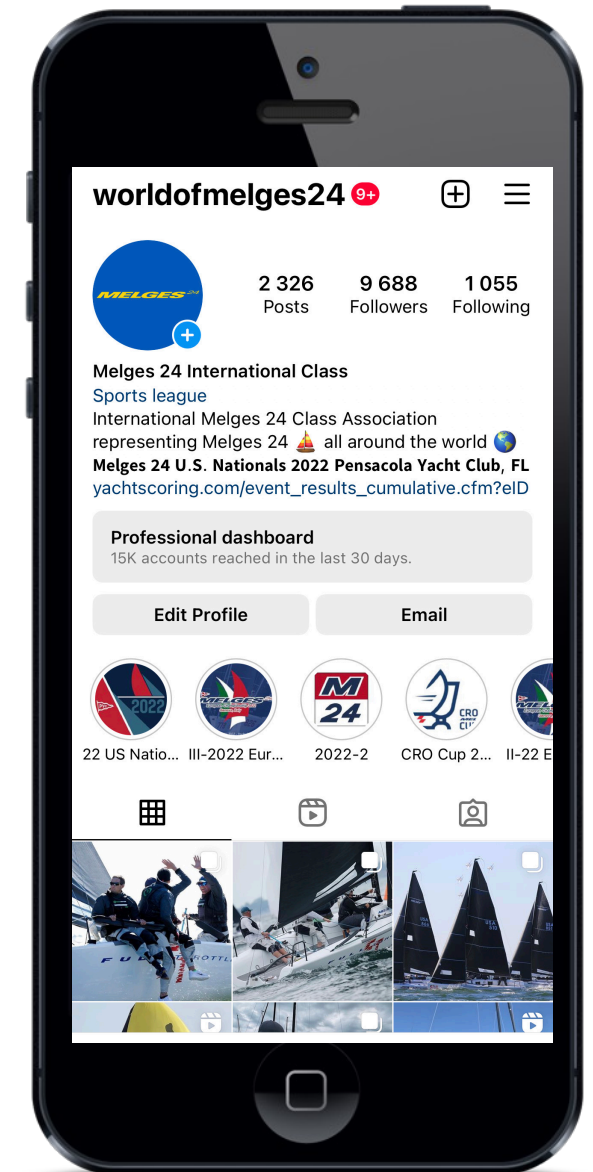 worldofmelges24 9+
MELGES 24
2 326 9 688 1 055
Posts Followers Following
Melges 24 International Class
Sports league
International Melges 24 Class Association
representing Melges 24 ⛵ all around the world 🌎
Melges 24 U.S. Nationals 2022 Pensacola Yacht Club, FL
yachtscoring.com/event_results_cumulative.cfm?eID
Professional dashboard
15K accounts reached in the last 30 days.
Edit Profile Email
2022 MELGES M 24 CRO
22 US Natio... III-2022 Eur... 2022-2 CRO Cup 2... II-22 E